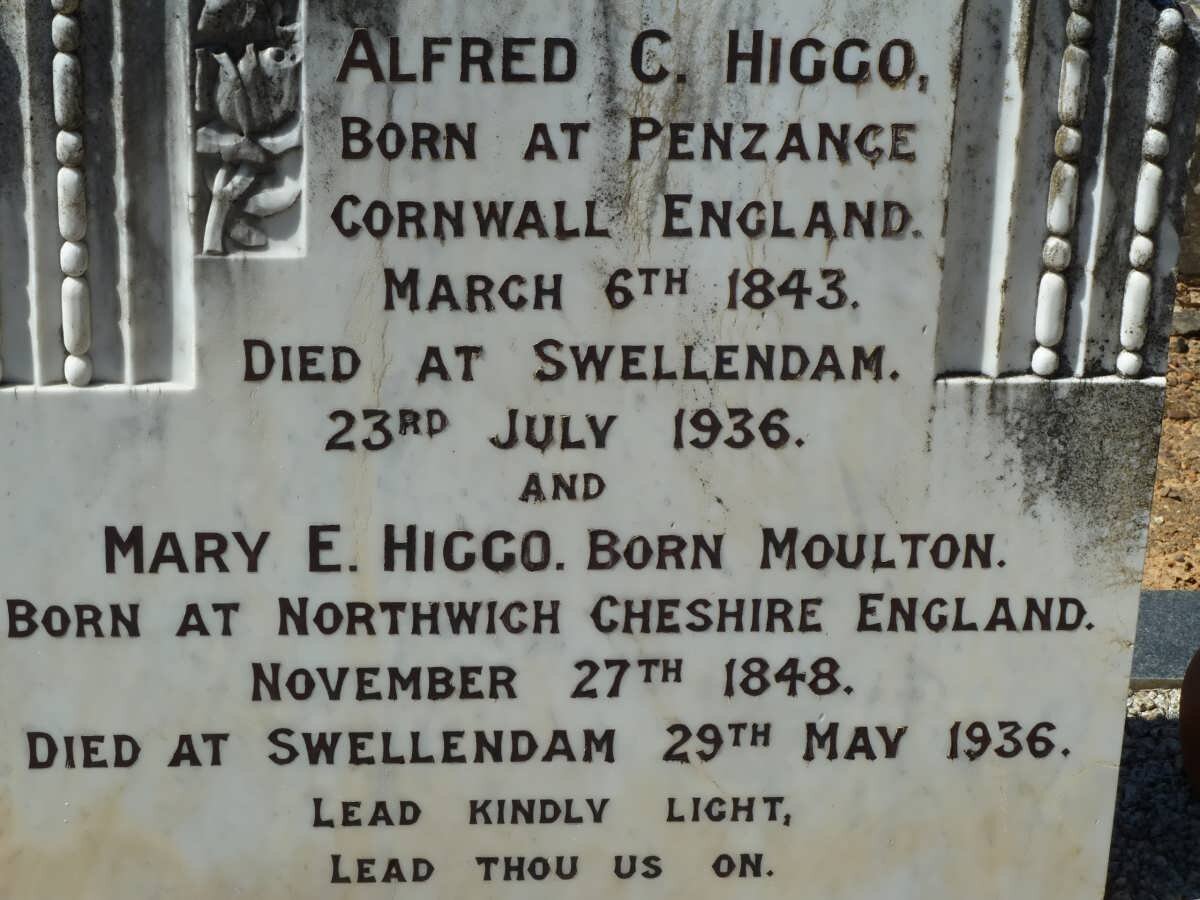 ALFRED C. HIGGO,
BORN AT PENZANCE
CORNWALL ENGLAND.
MARCH 6TH 1843.
DIED AT SWELLENDAM.
23RD JULY 1936.
AND
MARY E. HIGGO. BORN MOULTON.
BORN AT NORTHWICH CHESHIRE ENGLAND.
NOVEMBER 27TH 1848.
DIED AT SWELLENDAM 29TH MAY 1936.
LEAD KINDLY LIGHT,
LEAD THOU US ON.